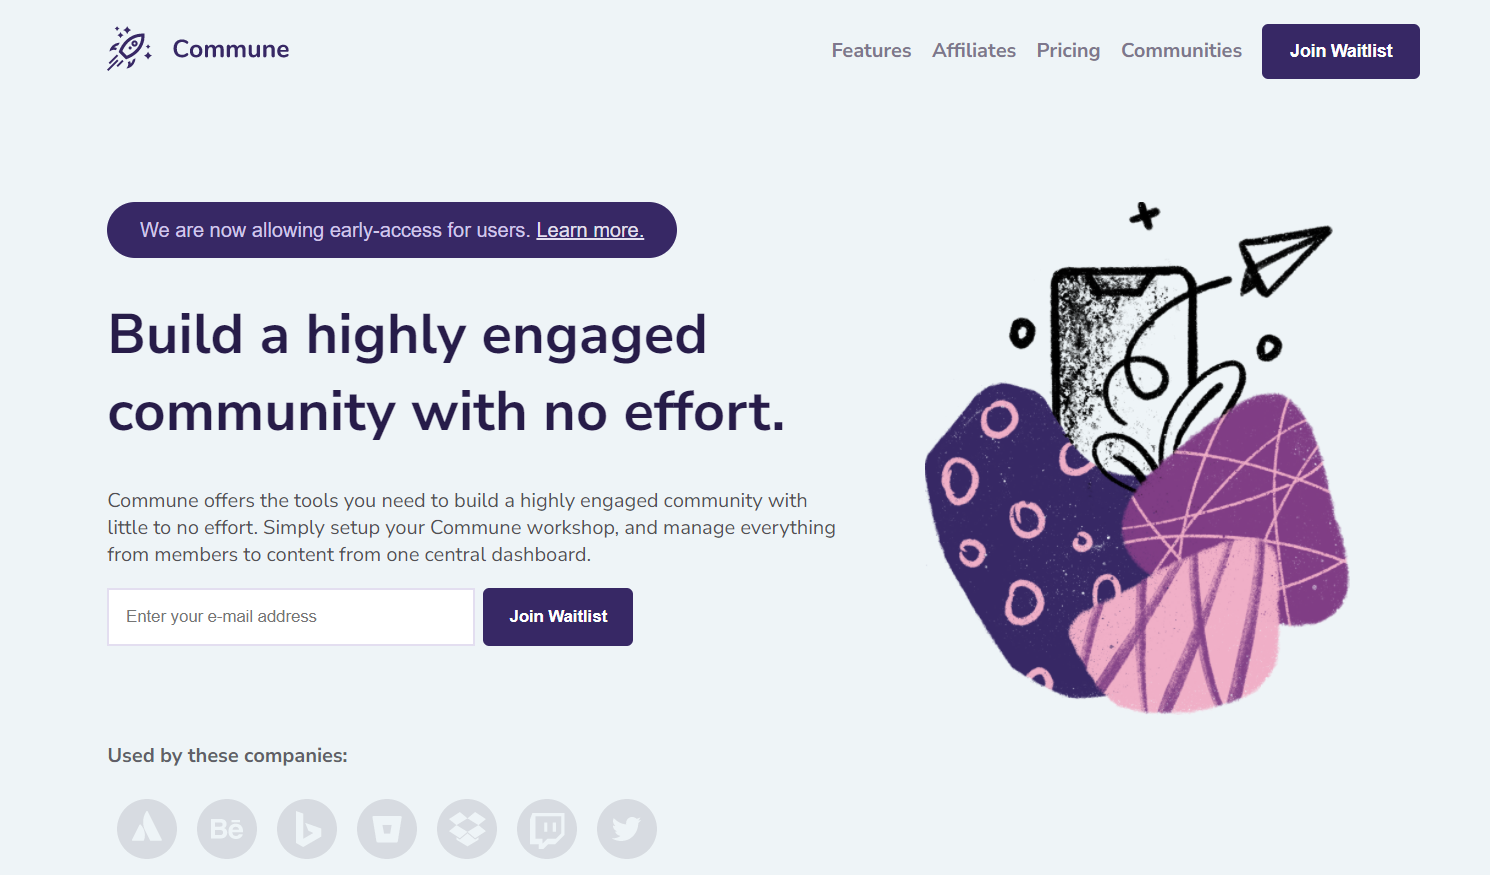 Commune
Features Affiliates Pricing Communities Join Waitlist
We are now allowing early-access for users. Learn more.
Build a highly engaged
community with no effort.
Commune offers the tools you need to build a highly engaged community with
little to no effort. Simply setup your Commune workshop, and manage everything
from members to content from one central dashboard.
Enter your e-mail address
Join Waitlist
Used by these companies:
Bē